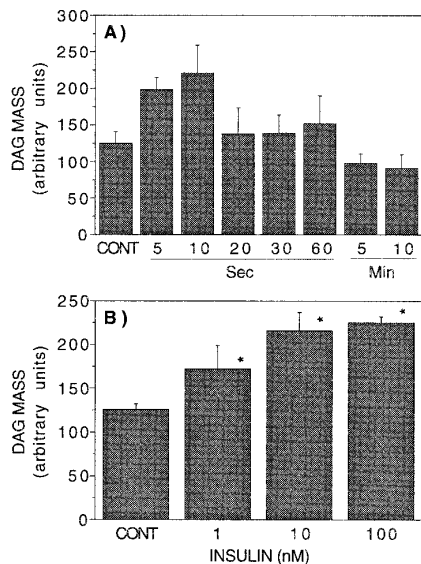 A)
DAG MASS
(arbitrary units)
300
250
200
150
100
50
0
CONT 5 10 20 30 60 5 10
Sec Min
B)
DAG MASS
(arbitrary units)
250
200
150
100
50
0
* * *
CONT 1 10 100
INSULIN (nM)